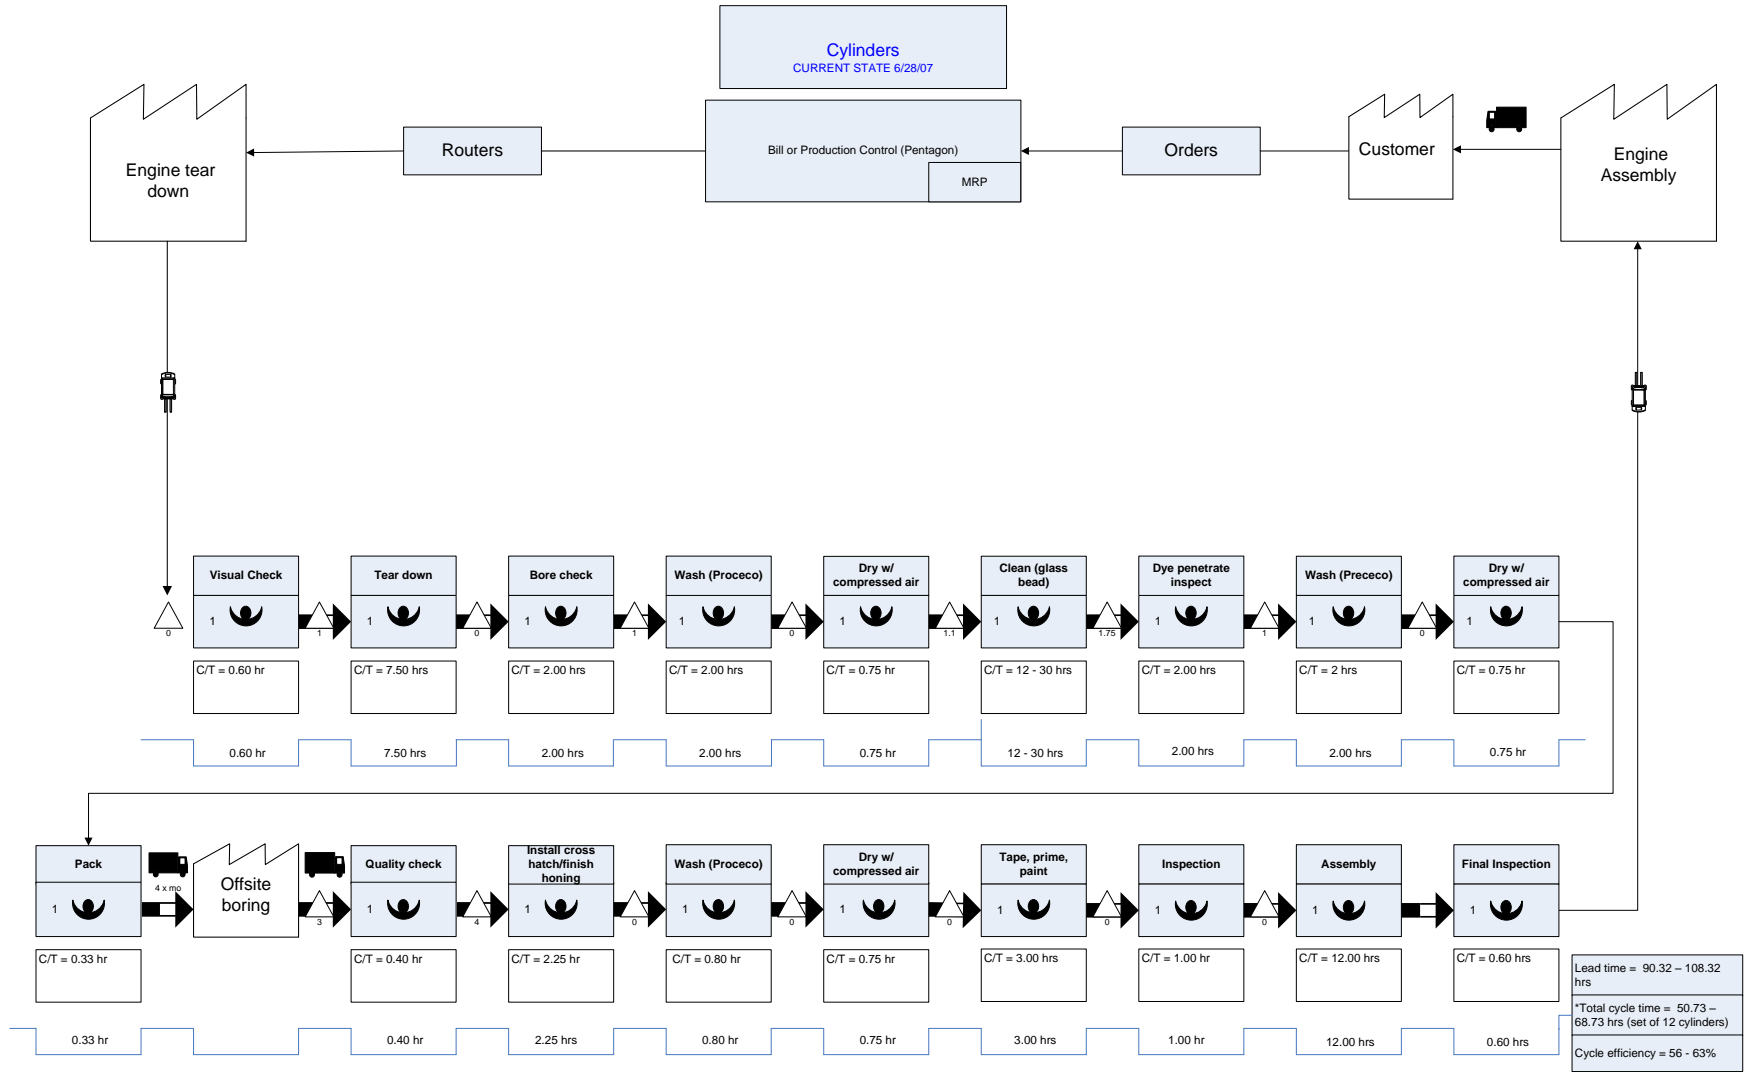 Cylinders
CURRENT STATE 6/28/07
Engine tear
down
Routers
Bill or Production Control (Pentagon)
MRP
Orders
Customer
Engine
Assembly
0
Visual Check
1
C/T = 0.60 hr
0.60 hr
1
Tear down
1
C/T = 7.50 hrs
7.50 hrs
0
Bore check
1
C/T = 2.00 hrs
2.00 hrs
1
Wash (Proceco)
1
C/T = 2.00 hrs
2.00 hrs
0
Dry w/
compressed air
1
C/T = 0.75 hr
0.75 hr
1.1
Clean (glass
bead)
1
C/T = 12 - 30 hrs
12 - 30 hrs
1.75
Dye penetrate
inspect
1
C/T = 2.00 hrs
2.00 hrs
1
Wash (Prececo)
1
C/T = 2 hrs
2.00 hrs
0
Dry w/
compressed air
1
C/T = 0.75 hr
0.75 hr
Pack
1
C/T = 0.33 hr
0.33 hr
4 x mo
Offsite
boring
3
Quality check
1
C/T = 0.40 hr
0.40 hr
4
Install cross
hatch/finish
honing
1
C/T = 2.25 hr
2.25 hrs
0
Wash (Proceco)
1
C/T = 0.80 hr
0.80 hr
0
Dry w/
compressed air
1
C/T = 0.75 hr
0.75 hr
0
Tape, prime,
paint
1
C/T = 3.00 hrs
3.00 hrs
0
Inspection
1
C/T = 1.00 hr
1.00 hr
0
Assembly
1
C/T = 12.00 hrs
12.00 hrs
Final Inspection
1
C/T = 0.60 hrs
0.60 hrs
Lead time =  90.32 – 108.32
hrs
*Total cycle time =  50.73 –
68.73 hrs (set of 12 cylinders)
Cycle efficiency = 56 - 63%